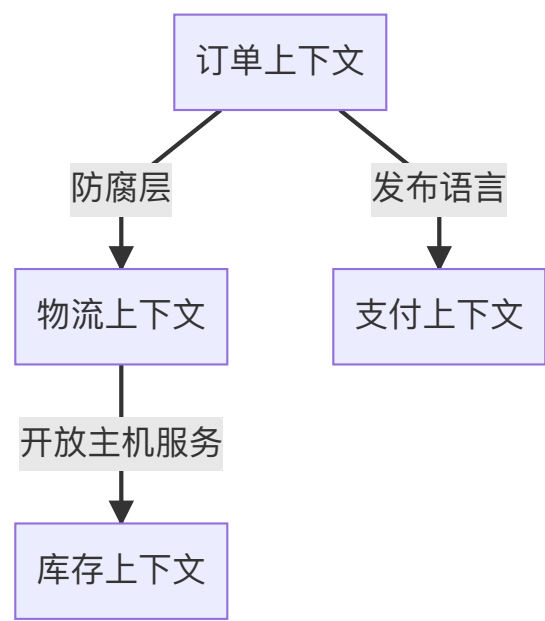 订单上下文
防腐层
发布语言
物流上下文
支付上下文
开放主机服务
库存上下文